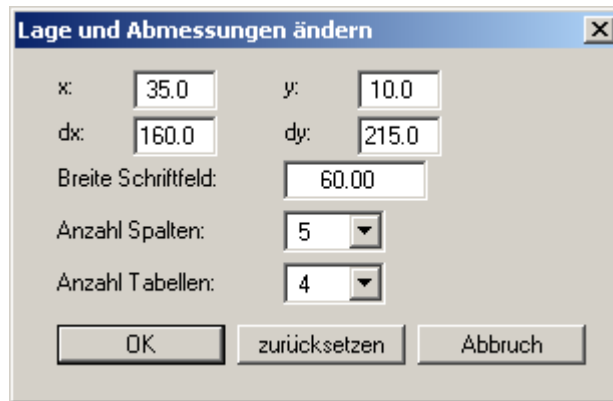 Lage und Abmessungen ändern
x: 35.0 y: 10.0
dx: 160.0 dy: 215.0
Breite Schriftfeld: 60.00
Anzahl Spalten: 5
Anzahl Tabellen: 4
OK zurücksetzen Abbruch